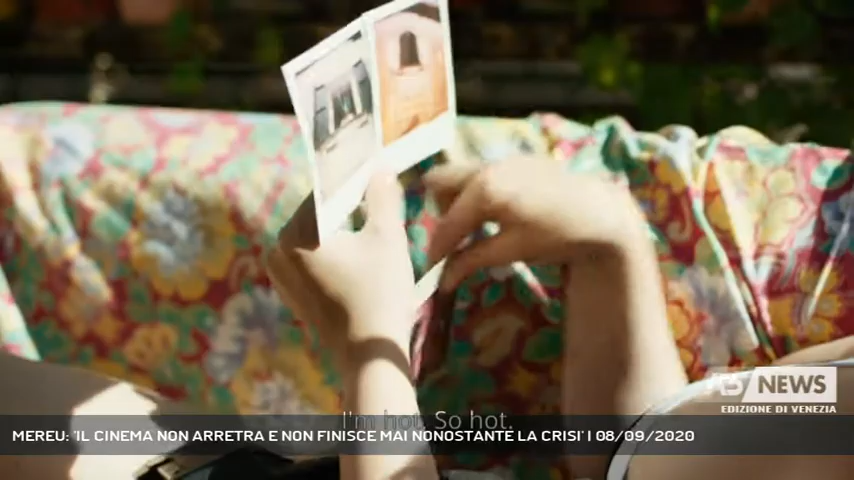 NEWS
EDIZIONE DI VENEZIA
I'm hot. So hot.
MEREU: 'IL CINEMA NON ARRETRA E NON FINISCE MAI NONOSTANTE LA CRISI' | 08/09/2020